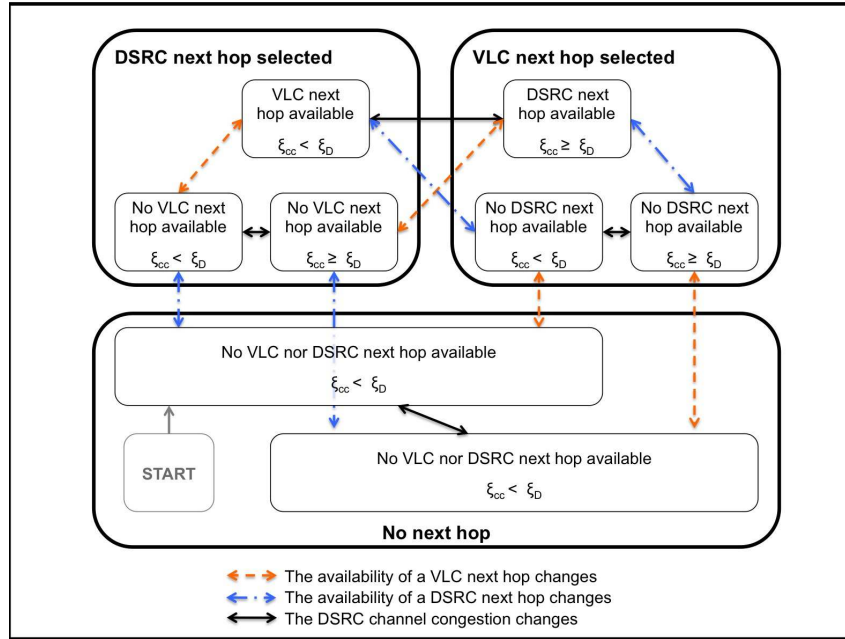 DSRC next hop selected
VLC next hop selected
VLC next
hop available
ξcc < ξD
DSRC next
hop available
ξcc ≥ ξD
No VLC next
hop available
ξcc < ξD
No VLC next
hop available
ξcc ≥ ξD
No DSRC next
hop available
ξcc < ξD
No DSRC next
hop available
ξcc ≥ ξD
No VLC nor DSRC next hop available
ξcc < ξD
START
No VLC nor DSRC next hop available
ξcc < ξD
No next hop
The availability of a VLC next hop changes
The availability of a DSRC next hop changes
The DSRC channel congestion changes